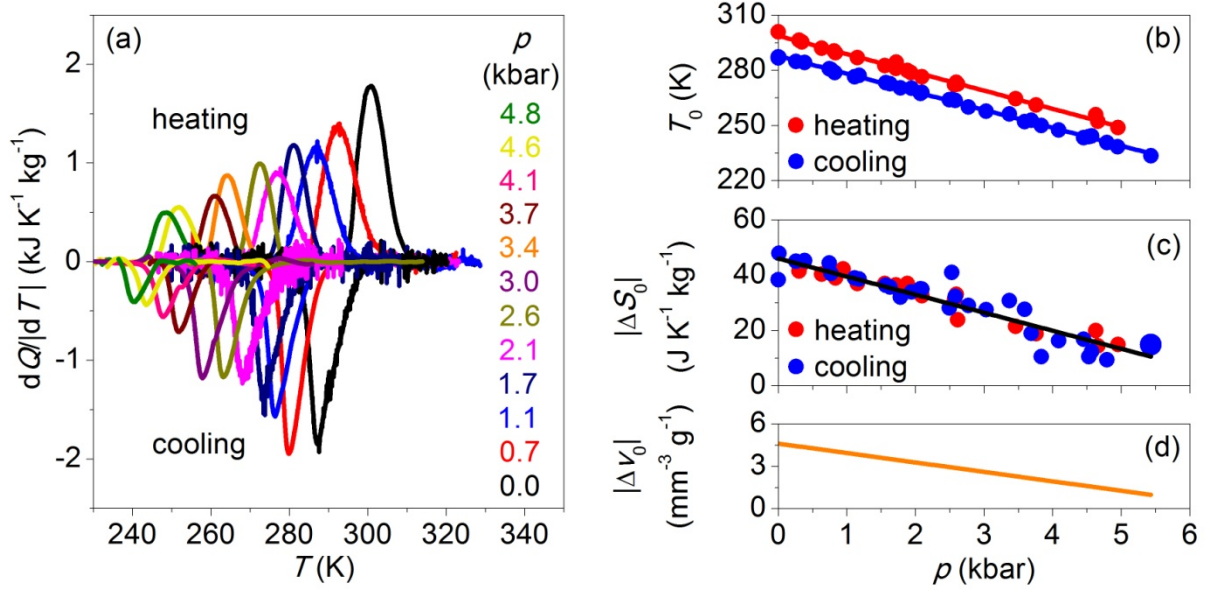 (a)
p
(kbar)
heating
4.8
4.6
4.1
3.7
3.4
3.0
2.6
2.1
1.7
1.1
0.7
0.0
cooling
2
1
0
-1
-2
dQ/|dT| (kJ K⁻¹ kg⁻¹)
240 260 280 300 320 340
T (K)
(b)
310
280
250
220
T₀ (K)
heating
cooling
(c)
60
40
20
0
|ΔS₀|
(J K⁻¹ kg⁻¹)
heating
cooling
(d)
6
3
0
|Δv₀|
(mm⁻³ g⁻¹)
0 1 2 3 4 5 6
p (kbar)